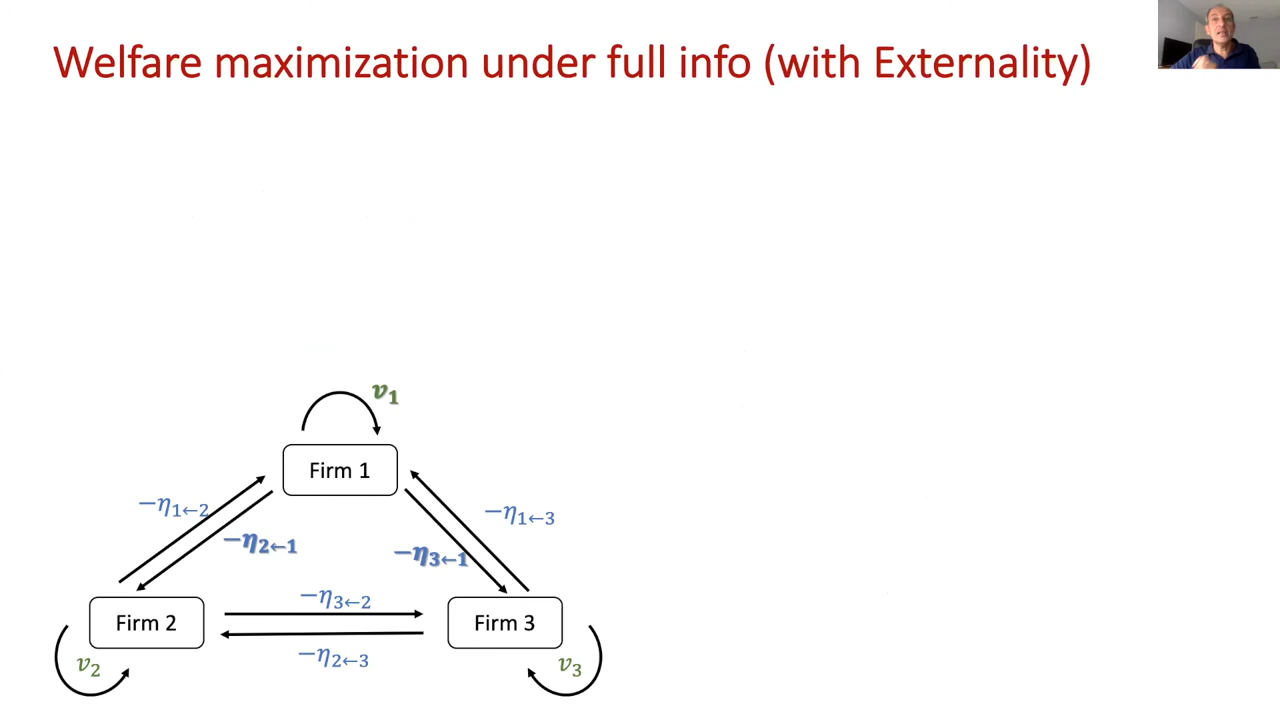 Welfare maximization under full info (with Externality)
v₁
Firm 1
−η₁←₂
−η₁←₃
−η₂←₁
−η₃←₁
−η₃←₂
Firm 2
Firm 3
−η₂←₃
v₂
v₃